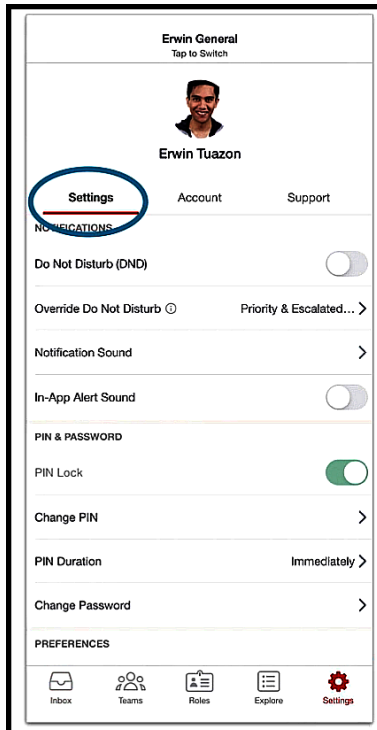 Erwin General
Tap to Switch
Erwin Tuazon
Settings Account Support
NOTIFICATIONS
Do Not Disturb (DND)
Override Do Not Disturb ⓘ Priority & Escalated... >
Notification Sound >
In-App Alert Sound
PIN & PASSWORD
PIN Lock
Change PIN >
PIN Duration Immediately >
Change Password >
PREFERENCES
Inbox Teams Roles Explore Settings